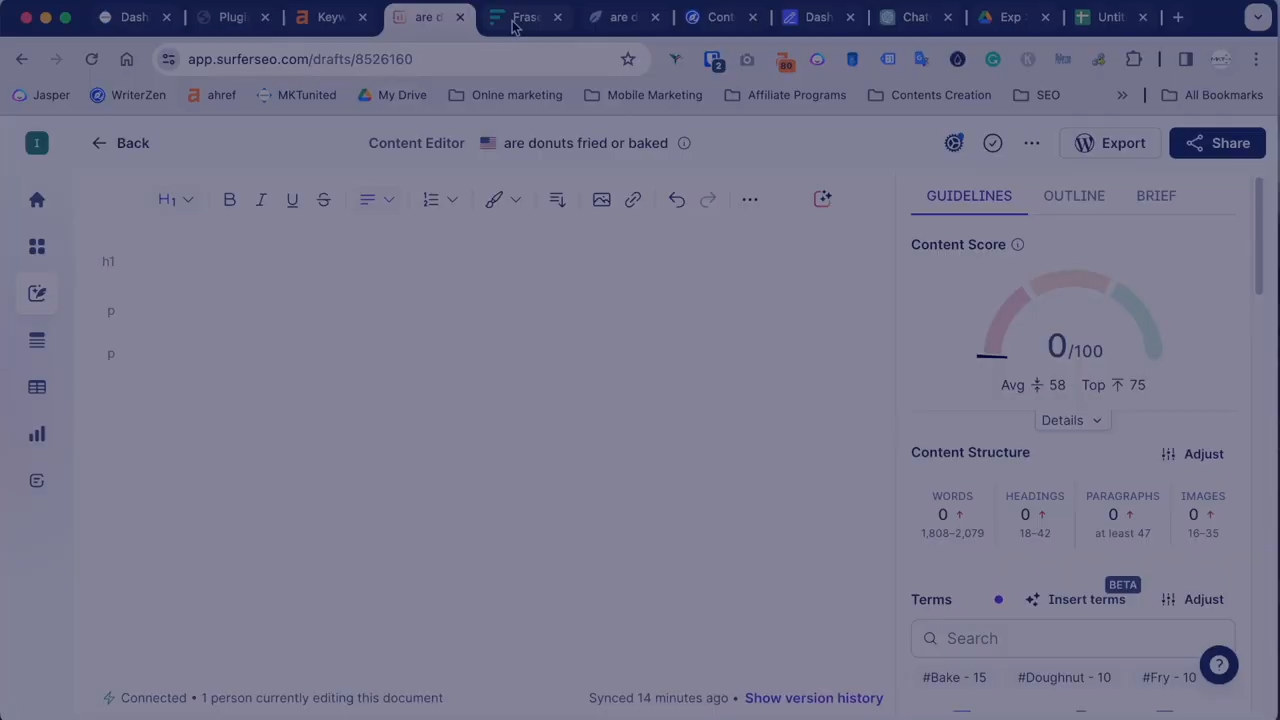 Dash
Plugi
Keyw
are d
Frase
are d
Cont
Dash
Chat
Exp
Untit
app.surferseo.com/drafts/8526160
2
80
Jasper
WriterZen
ahref
MKTunited
My Drive
Online marketing
Mobile Marketing
Affiliate Programs
Contents Creation
SEO
All Bookmarks
I
Back
Content Editor
are donuts fried or baked
Export
Share
H1
B I U S
GUIDELINES
OUTLINE
BRIEF
h1
p
p
Content Score
0/100
Avg 58 Top 75
Details
Content Structure
Adjust
WORDS HEADINGS PARAGRAPHS IMAGES
0 0 0 0
1,808–2,079 18–42 at least 47 16–35
BETA
Terms
Insert terms
Adjust
Search
#Bake - 15 #Doughnut - 10 #Fry - 10
Connected • 1 person currently editing this document
Synced 14 minutes ago • Show version history